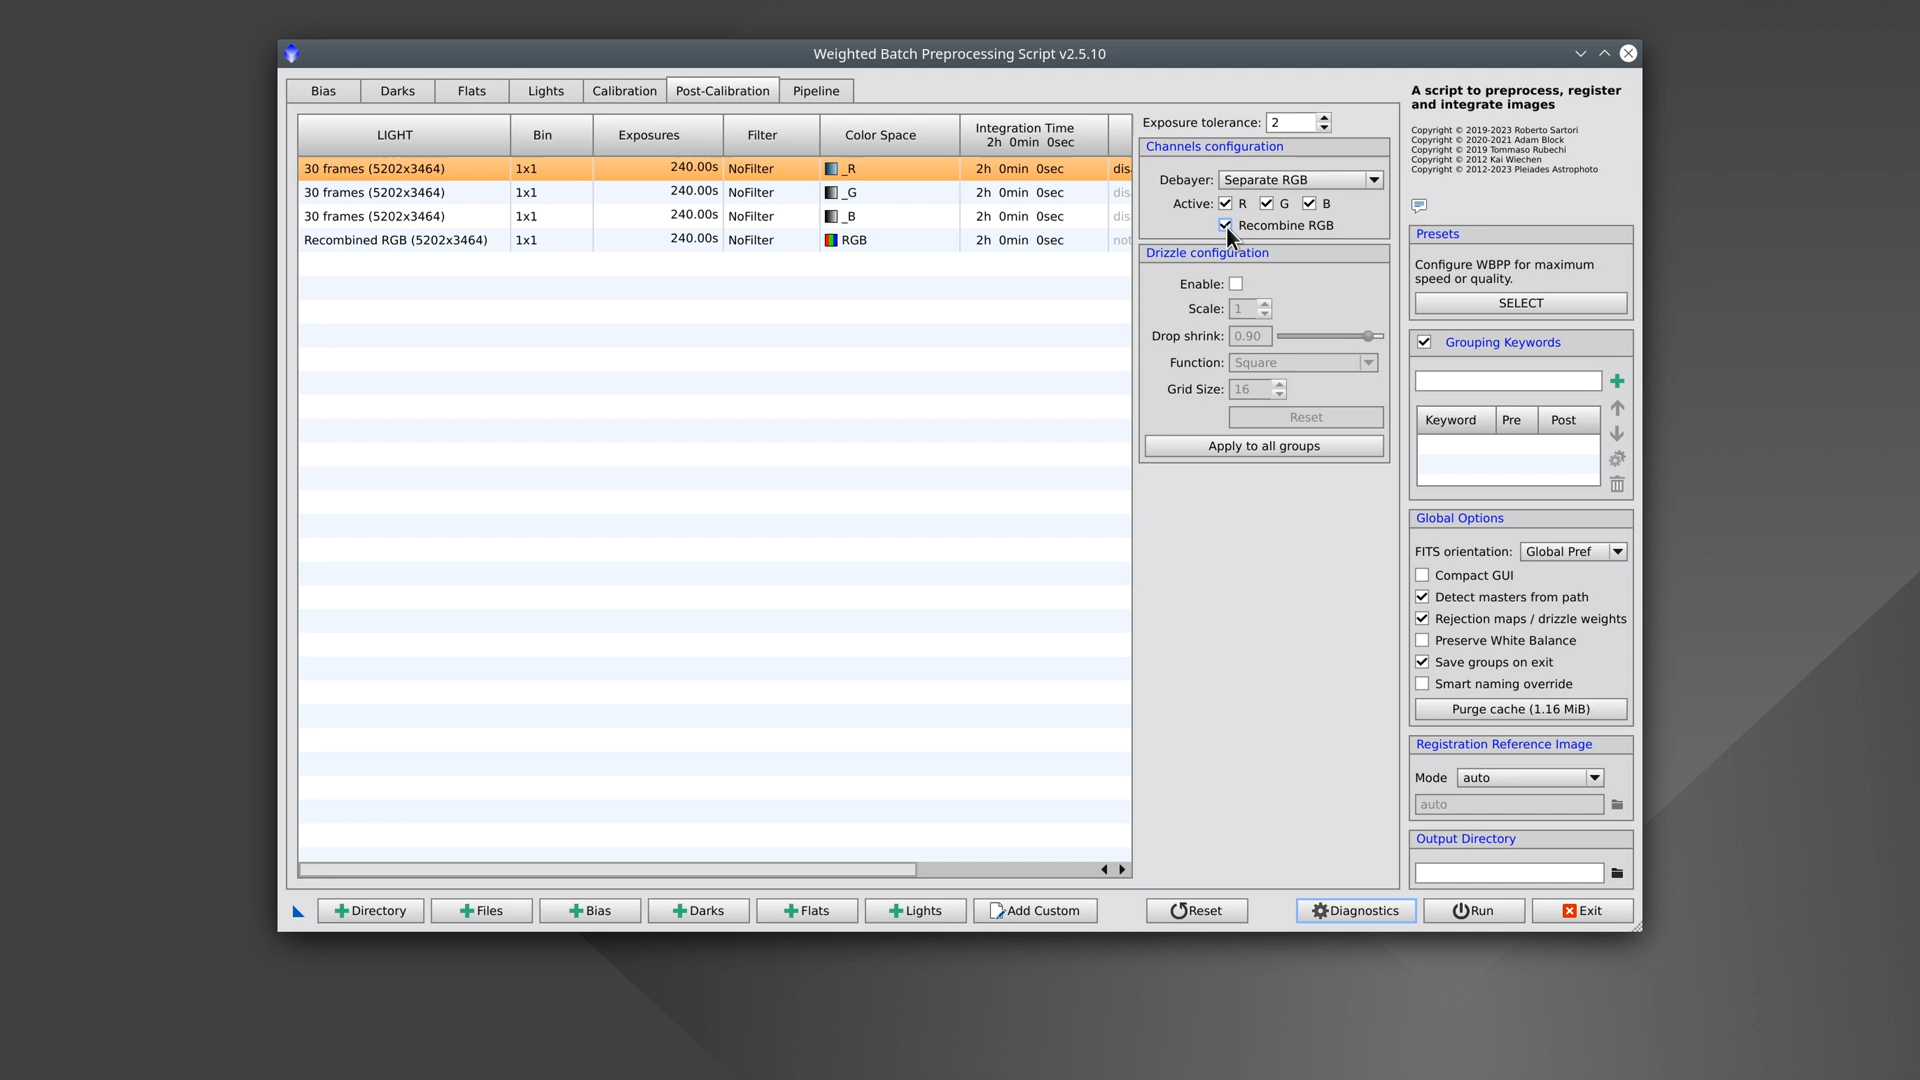 Weighted Batch Preprocessing Script v2.5.10
Bias
Darks
Flats
Lights
Calibration
Post-Calibration
Pipeline
LIGHT
Bin
Exposures
Filter
Color Space
Integration Time
2h 0min 0sec
30 frames (5202x3464)
1x1
240.00s
NoFilter
_R
2h 0min 0sec
dis
30 frames (5202x3464)
1x1
240.00s
NoFilter
_G
2h 0min 0sec
dis
30 frames (5202x3464)
1x1
240.00s
NoFilter
_B
2h 0min 0sec
dis
Recombined RGB (5202x3464)
1x1
240.00s
NoFilter
RGB
2h 0min 0sec
not
Exposure tolerance: 2
Channels configuration
Debayer: Separate RGB
Active: R G B
Recombine RGB
Drizzle configuration
Enable:
Scale: 1
Drop shrink: 0.90
Function: Square
Grid Size: 16
Reset
Apply to all groups
A script to preprocess, register
and integrate images
Copyright © 2019-2023 Roberto Sartori
Copyright © 2020-2021 Adam Block
Copyright © 2019 Tommaso Rubechi
Copyright © 2012 Kai Wiechen
Copyright © 2012-2023 Pleiades Astrophoto
Presets
Configure WBPP for maximum
speed or quality.
SELECT
Grouping Keywords
Keyword Pre Post
Global Options
FITS orientation: Global Pref
Compact GUI
Detect masters from path
Rejection maps / drizzle weights
Preserve White Balance
Save groups on exit
Smart naming override
Purge cache (1.16 MiB)
Registration Reference Image
Mode auto
auto
Output Directory
Directory
Files
Bias
Darks
Flats
Lights
Add Custom
Reset
Diagnostics
Run
Exit